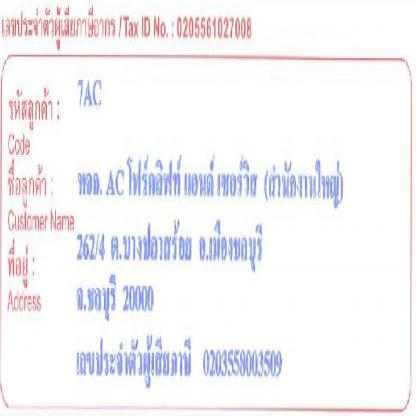 เลขประจำตัวผู้เสียภาษีอากร / Tax ID No. : 0205561027008
รหัสลูกค้า : 7AC
Code
ชื่อลูกค้า : หจก. AC โฟร์คลิฟท์ แอนด์ เซอร์วิส (สำนักงานใหญ่)
Customer Name
ที่อยู่ : 262/4 ต.บางปลาสร้อย อ.เมืองชลบุรี
Address จ.ชลบุรี 20000
เลขประจำตัวผู้เสียภาษี 0203558003509